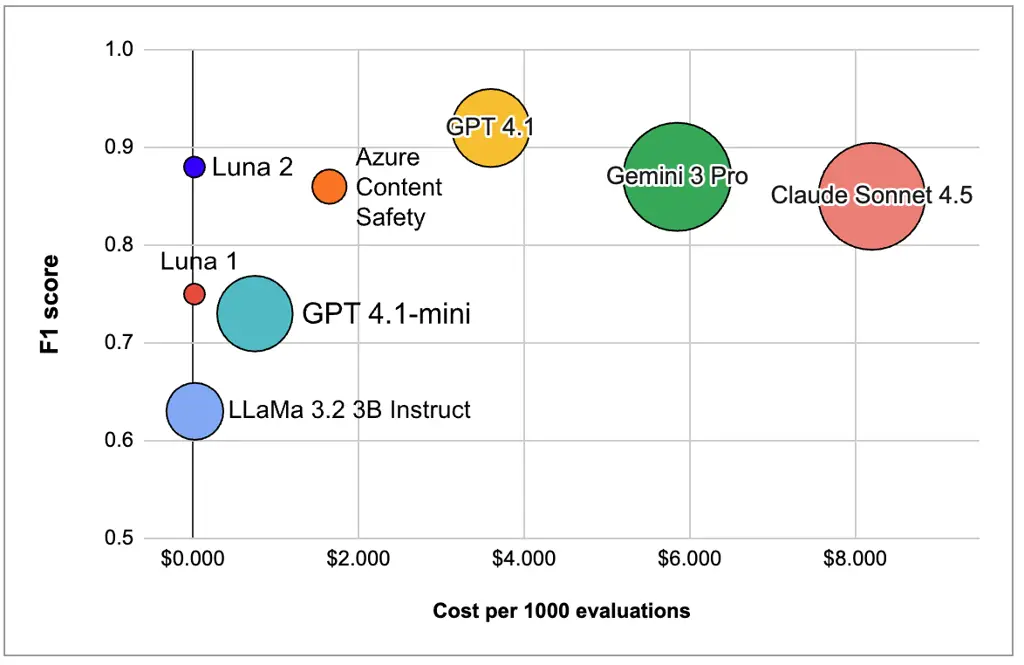 1.0
0.9
0.8
0.7
0.6
0.5
F1 score
GPT 4.1
Luna 2
Azure
Content
Safety
Gemini 3 Pro
Claude Sonnet 4.5
Luna 1
GPT 4.1-mini
LLaMa 3.2 3B Instruct
$0.000
$2.000
$4.000
$6.000
$8.000
Cost per 1000 evaluations